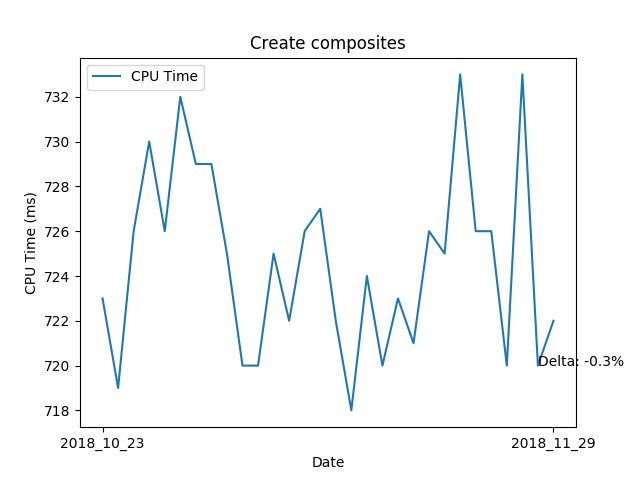 Create composites
CPU Time
732
730
728
726
724
722
720
718
CPU Time (ms)
Delta: -0.3%
2018_10_23
2018_11_29
Date